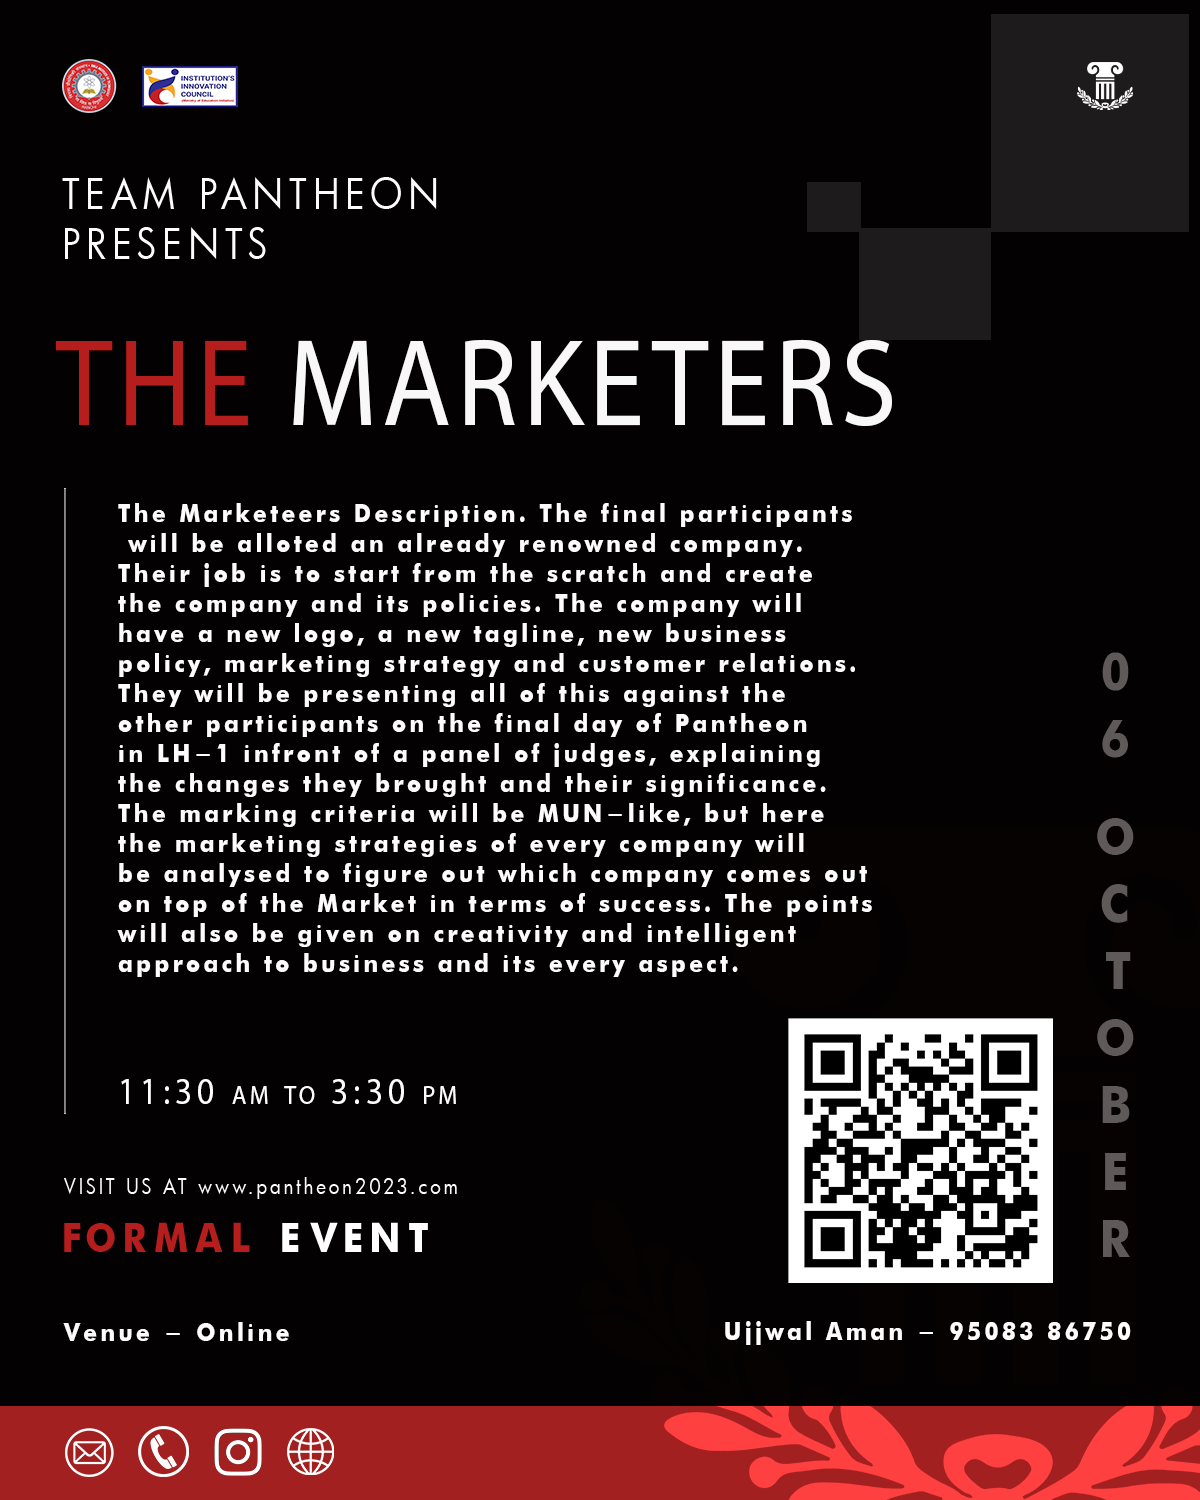 INSTITUTION'S
INNOVATION
COUNCIL
(Ministry of Education Initiative)
TEAM PANTHEON
PRESENTS
THE MARKETERS
The Marketeers Description. The final participants
will be alloted an already renowned company.
Their job is to start from the scratch and create
the company and its policies. The company will
have a new logo, a new tagline, new business
policy, marketing strategy and customer relations.
They will be presenting all of this against the
other participants on the final day of Pantheon
in LH–1 infront of a panel of judges, explaining
the changes they brought and their significance.
The marking criteria will be MUN–like, but here
the marketing strategies of every company will
be analysed to figure out which company comes out
on top of the Market in terms of success. The points
will also be given on creativity and intelligent
approach to business and its every aspect.
06 OCTOBER
11:30 AM TO 3:30 PM
VISIT US AT www.pantheon2023.com
FORMAL EVENT
Venue – Online
Ujjwal Aman – 95083 86750